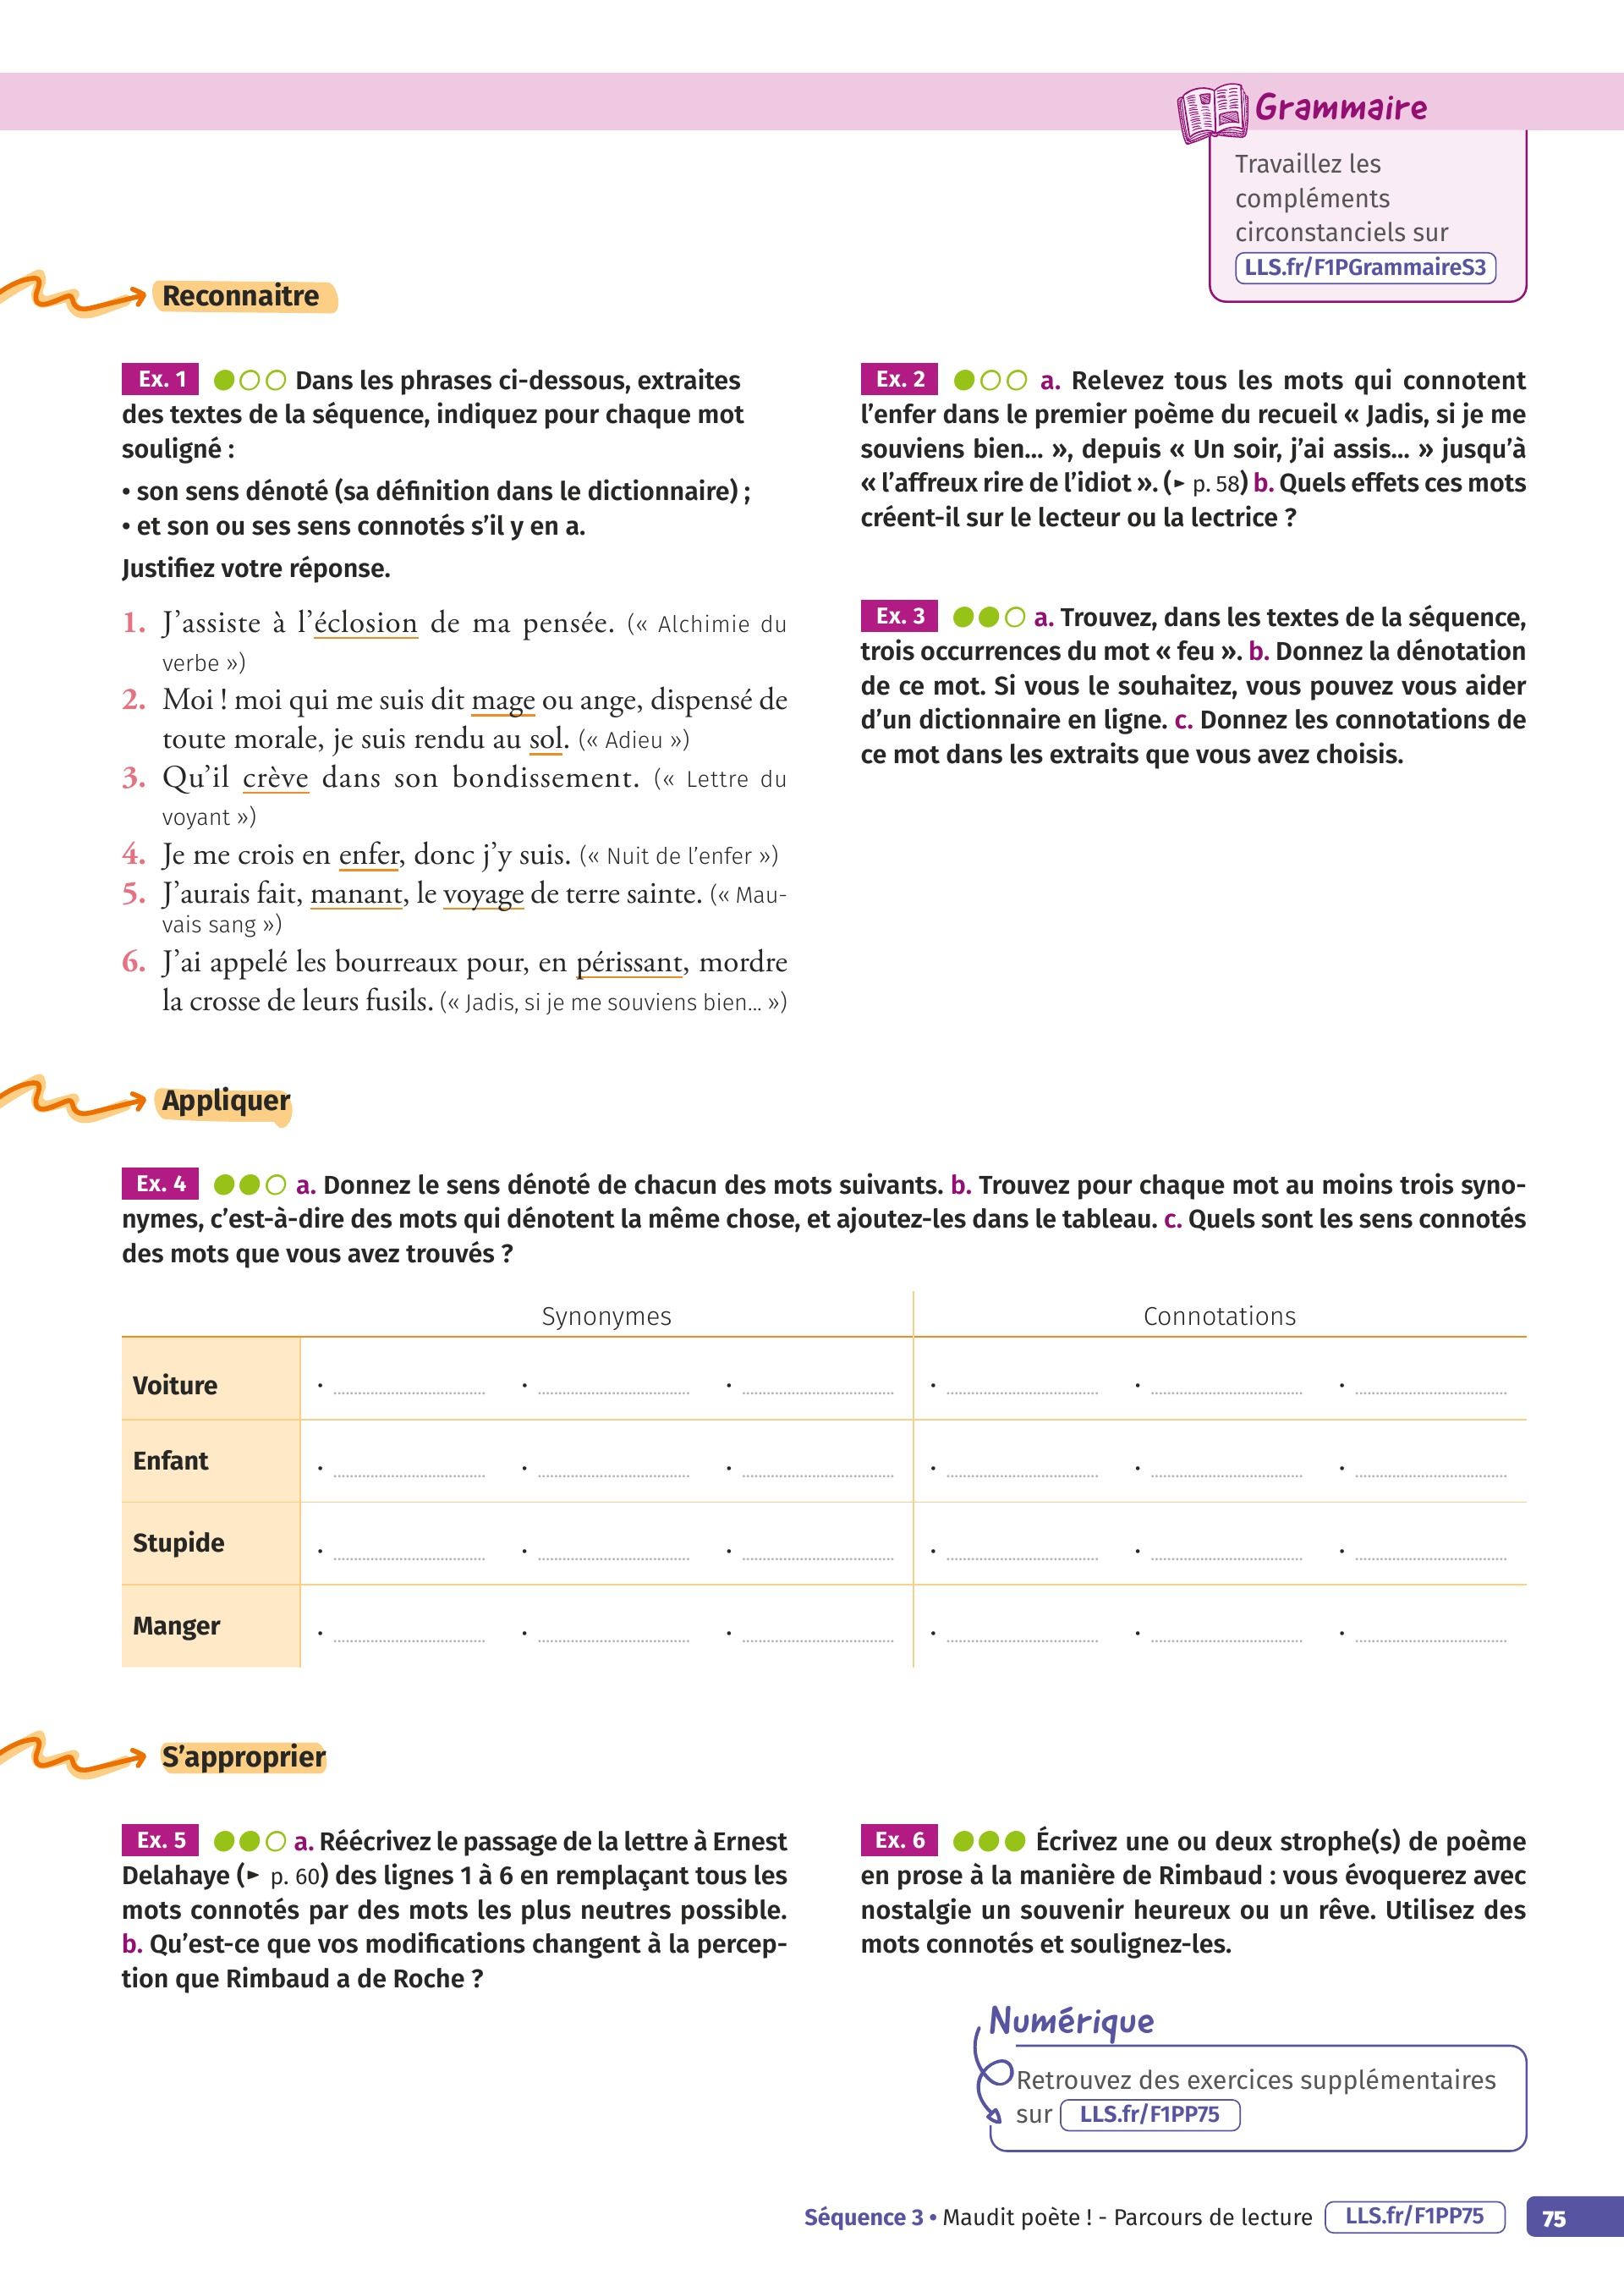 Grammaire
Travaillez les
compléments
circonstanciels sur
LLS.fr/F1PGrammaireS3
Reconnaitre
Ex. 1 Dans les phrases ci-dessous, extraites
des textes de la séquence, indiquez pour chaque mot
souligné :
• son sens dénoté (sa définition dans le dictionnaire) ;
• et son ou ses sens connotés s'il y en a.
Justifiez votre réponse.
1. J'assiste à l'éclosion de ma pensée. (« Alchimie du
verbe »)
2. Moi ! moi qui me suis dit mage ou ange, dispensé de
toute morale, je suis rendu au sol. (« Adieu »)
3. Qu'il crève dans son bondissement. (« Lettre du
voyant »)
4. Je me crois en enfer, donc j'y suis. (« Nuit de l'enfer »)
5. J'aurais fait, manant, le voyage de terre sainte. (« Mau-
vais sang »)
6. J'ai appelé les bourreaux pour, en périssant, mordre
la crosse de leurs fusils. (« Jadis, si je me souviens bien... »)
Ex. 2 a. Relevez tous les mots qui connotent
l'enfer dans le premier poème du recueil « Jadis, si je me
souviens bien... », depuis « Un soir, j'ai assis... » jusqu'à
« l'affreux rire de l'idiot ». (► p. 58) b. Quels effets ces mots
créent-il sur le lecteur ou la lectrice ?
Ex. 3 a. Trouvez, dans les textes de la séquence,
trois occurrences du mot « feu ». b. Donnez la dénotation
de ce mot. Si vous le souhaitez, vous pouvez vous aider
d'un dictionnaire en ligne. c. Donnez les connotations de
ce mot dans les extraits que vous avez choisis.
Appliquer
Ex. 4 a. Donnez le sens dénoté de chacun des mots suivants. b. Trouvez pour chaque mot au moins trois syno-
nymes, c'est-à-dire des mots qui dénotent la même chose, et ajoutez-les dans le tableau. c. Quels sont les sens connotés
des mots que vous avez trouvés ?
Synonymes Connotations
Voiture
Enfant
Stupide
Manger
S'approprier
Ex. 5 a. Réécrivez le passage de la lettre à Ernest
Delahaye (► p. 60) des lignes 1 à 6 en remplaçant tous les
mots connotés par des mots les plus neutres possible.
b. Qu'est-ce que vos modifications changent à la percep-
tion que Rimbaud a de Roche ?
Ex. 6 Écrivez une ou deux strophe(s) de poème
en prose à la manière de Rimbaud : vous évoquerez avec
nostalgie un souvenir heureux ou un rêve. Utilisez des
mots connotés et soulignez-les.
Numérique
Retrouvez des exercices supplémentaires
sur LLS.fr/F1PP75
Séquence 3 • Maudit poète ! - Parcours de lecture LLS.fr/F1PP75 75